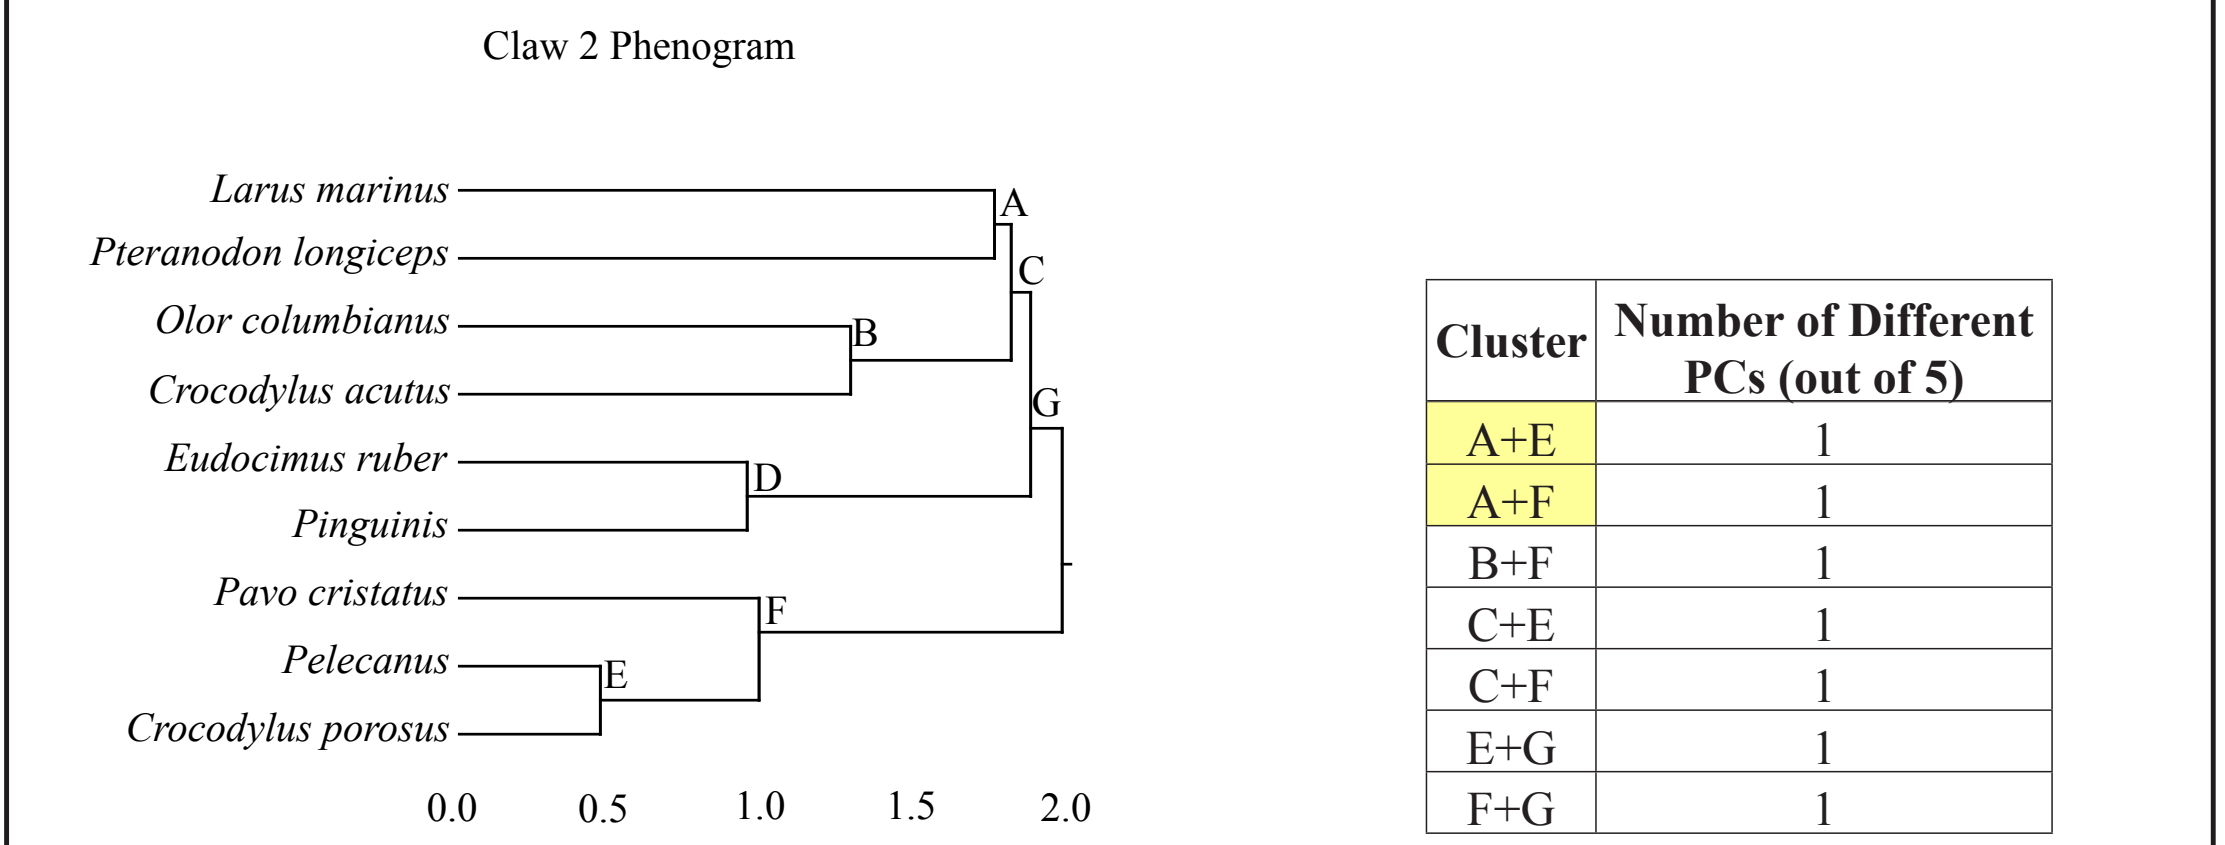 Claw 2 Phenogram
Larus marinus
A
Pteranodon longiceps
C
Olor columbianus
B
Crocodylus acutus
G
Eudocimus ruber
D
Pinguinis
Pavo cristatus
F
Pelecanus
E
Crocodylus porosus
0.0 0.5 1.0 1.5 2.0
Cluster
Number of Different
PCs (out of 5)
A+E 1
A+F 1
B+F 1
C+E 1
C+F 1
E+G 1
F+G 1